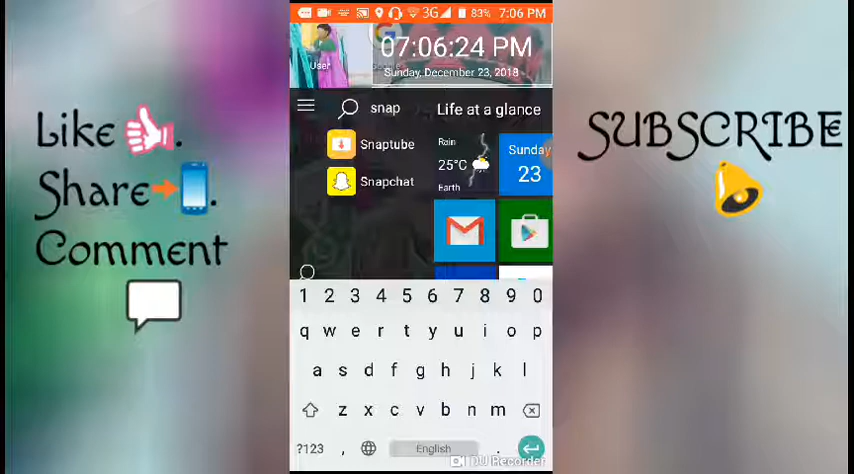 Like.
Share.
Comment
3G 83% 7:06 PM
User
07:06:24 PM
Sunday, December 23, 2018
snap
Life at a glance
Snaptube
Snapchat
Rain
25°C
Earth
Sunday
23
1 2 3 4 5 6 7 8 9 0
q w e r t y u i o p
a s d f g h j k l
z x c v b n m
?123 , English .
DU Recorder
SUBSCRIBE